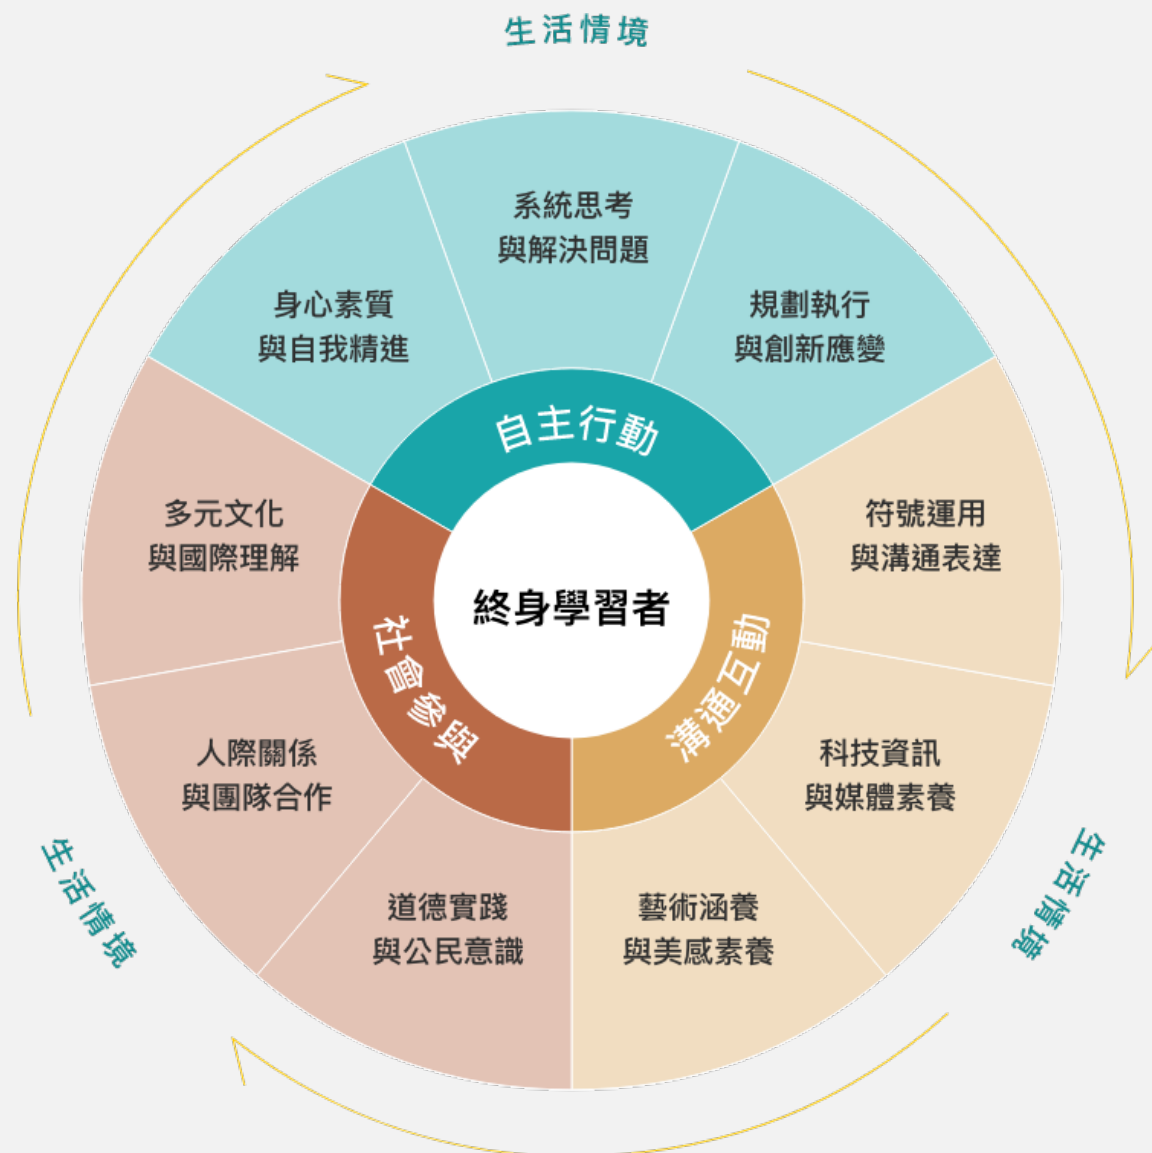 生活情境
系統思考
與解決問題
身心素質
與自我精進
規劃執行
與創新應變
自主行動
多元文化
與國際理解
符號運用
與溝通表達
終身學習者
社會參與
溝通互動
人際關係
與團隊合作
科技資訊
與媒體素養
生活情境
生活情境
道德實踐
與公民意識
藝術涵養
與美感素養